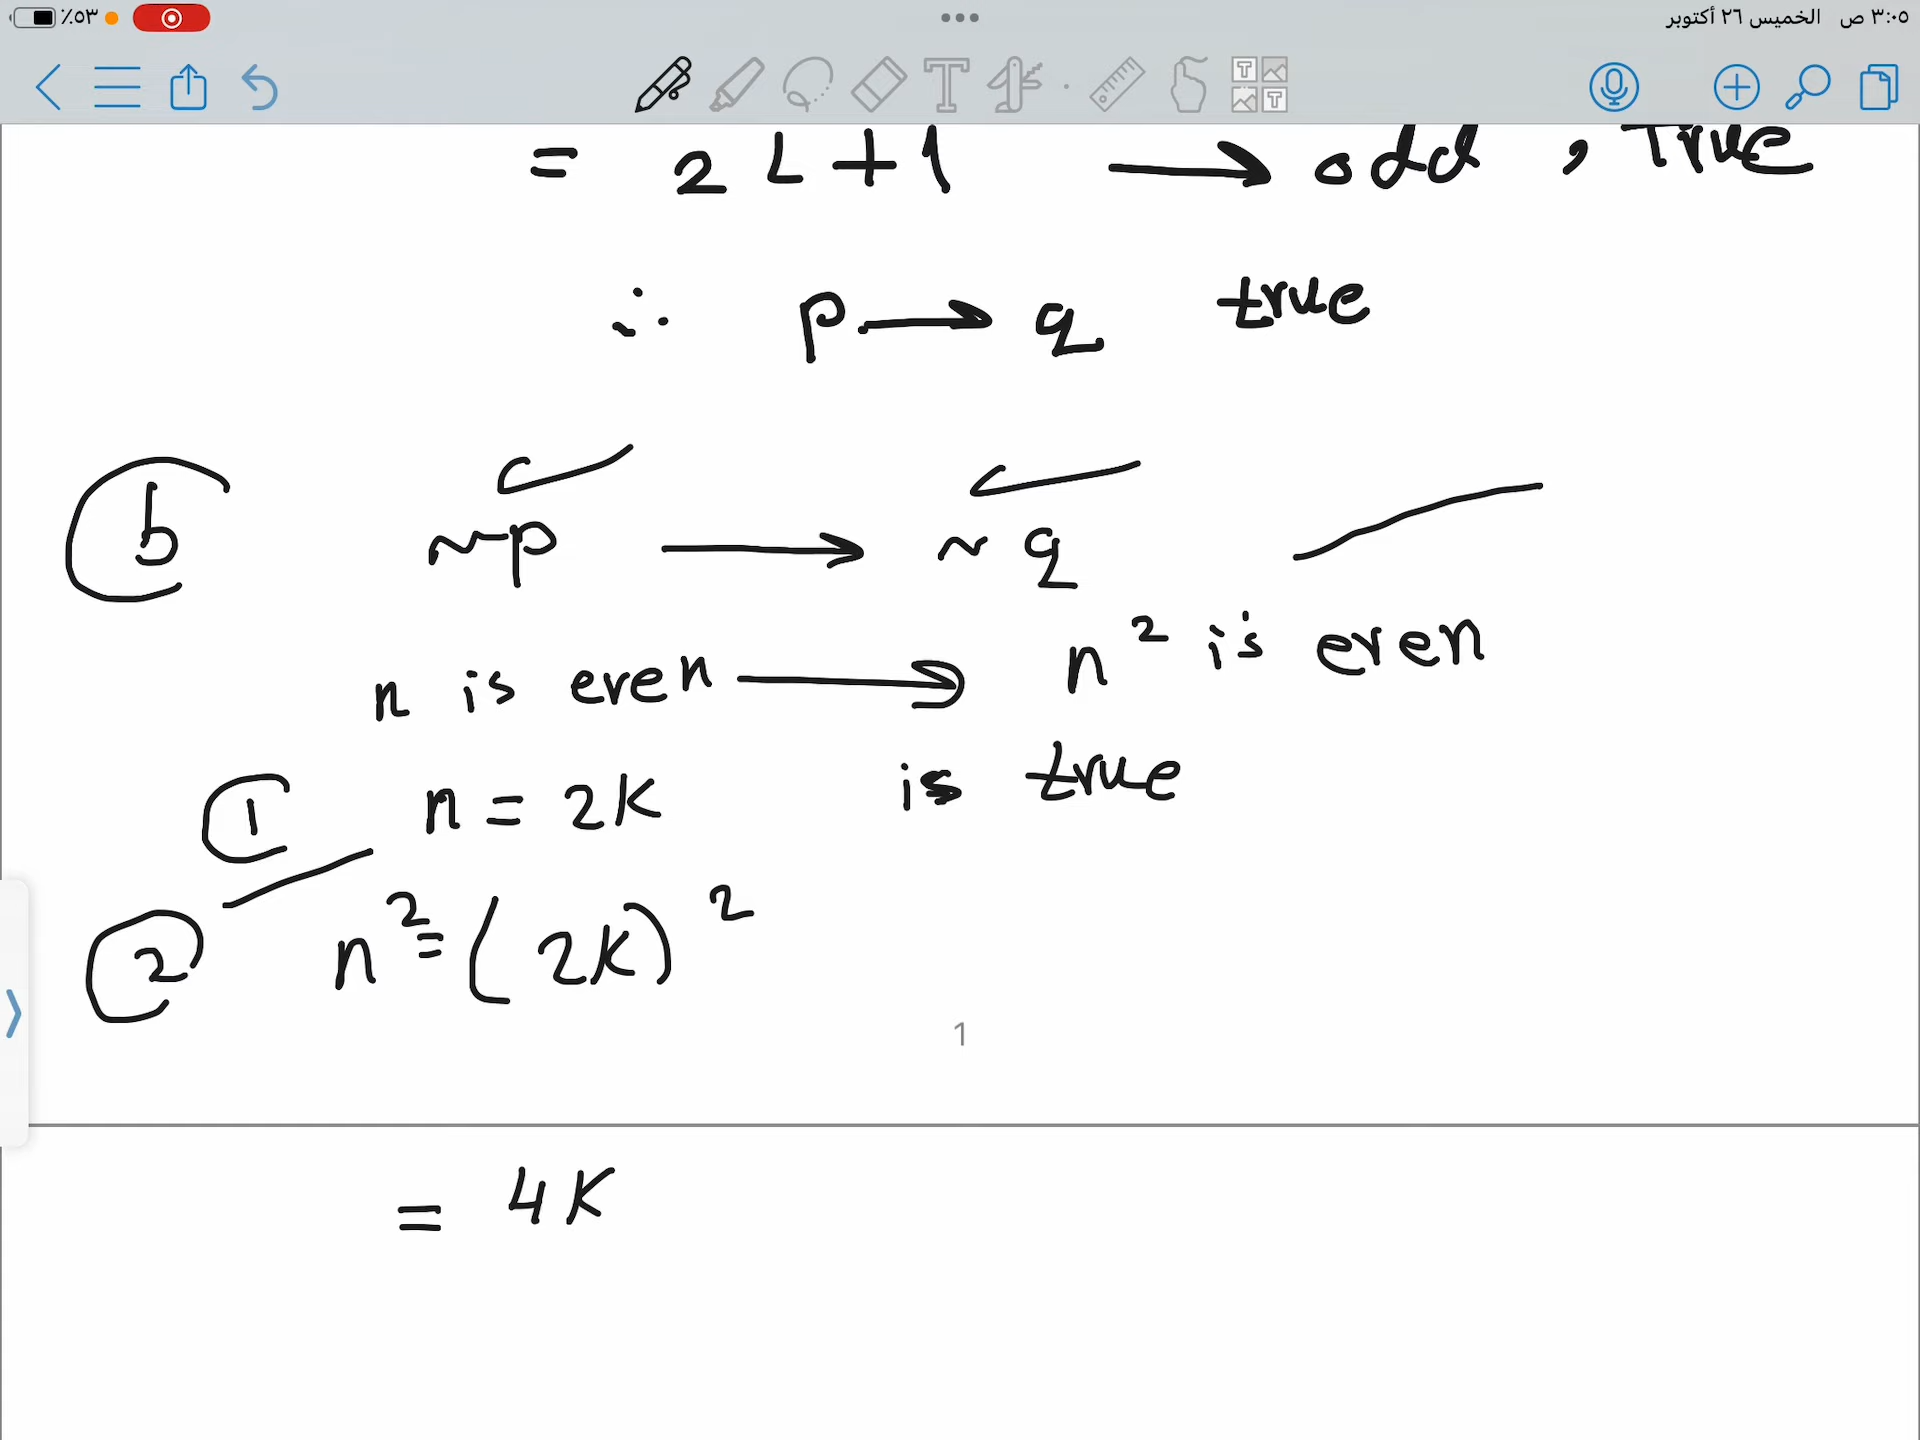 ٪٥٣
٣:٠٥ ص الخميس ٢٦ أكتوبر
= 2L+1 → odd , True
∴ p → q true
b ~p → ~q
n is even → n² is even
① n = 2K is true
② n² = (2K)²
1
= 4K